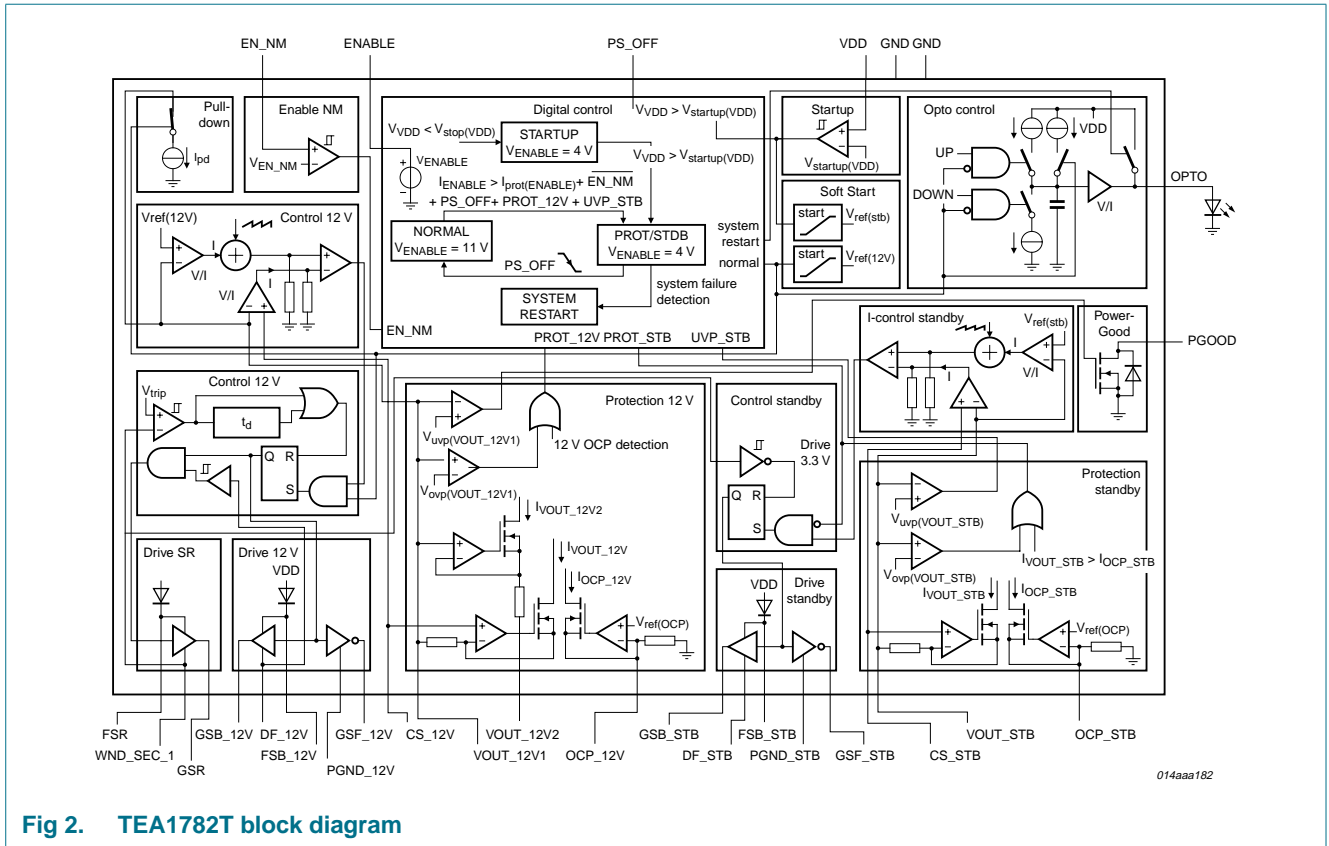 EN_NM ENABLE PS_OFF VDD GND GND
Pull-
down
Ipd
Enable NM
VEN_NM
Digital control
VVDD < Vstop(VDD)
STARTUP
VENABLE = 4 V
VVDD > Vstartup(VDD)
VVDD > Vstartup(VDD)
VENABLE
IENABLE > Iprot(ENABLE)+ EN_NM
+ PS_OFF+ PROT_12V + UVP_STB
NORMAL
VENABLE = 11 V
PROT/STDB
VENABLE = 4 V
PS_OFF
system failure
detection
SYSTEM
RESTART
system
restart
normal
EN_NM
PROT_12V PROT_STB UVP_STB
Startup
Vstartup(VDD)
Soft Start
start
Vref(stb)
start
Vref(12V)
Opto control
VDD
UP
DOWN
V/I
OPTO
Vref(12V)
Control 12 V
I
V/I
V/I
I
I-control standby
Vref(stb)
I
V/I
I
Power-
Good
PGOOD
Control 12 V
Vtrip
td
Q R
S
Protection 12 V
Vuvp(VOUT_12V1)
12 V OCP detection
Vovp(VOUT_12V1)
IVOUT_12V2
IVOUT_12V
IOCP_12V
Vref(OCP)
Control standby
Drive
3.3 V
Q R
S
Protection
standby
Vuvp(VOUT_STB)
Vovp(VOUT_STB)
IVOUT_STB > IOCP_STB
IVOUT_STB
IOCP_STB
Vref(OCP)
Drive SR
Drive 12 V
VDD
VDD
Drive
standby
FSR
WND_SEC_1
GSR
GSB_12V
DF_12V
FSB_12V
PGND_12V
GSF_12V
CS_12V
VOUT_12V1
VOUT_12V2
OCP_12V
GSB_STB
DF_STB
FSB_STB
PGND_STB
GSF_STB
CS_STB
VOUT_STB
OCP_STB
014aaa182
Fig 2. TEA1782T block diagram